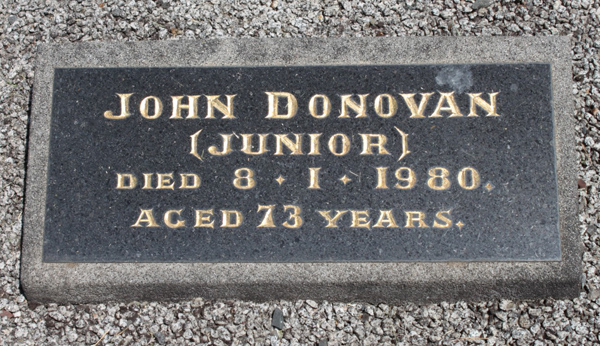 JOHN DONOVAN
(JUNIOR)
DIED 8 · 1 · 1980.
AGED 73 YEARS.